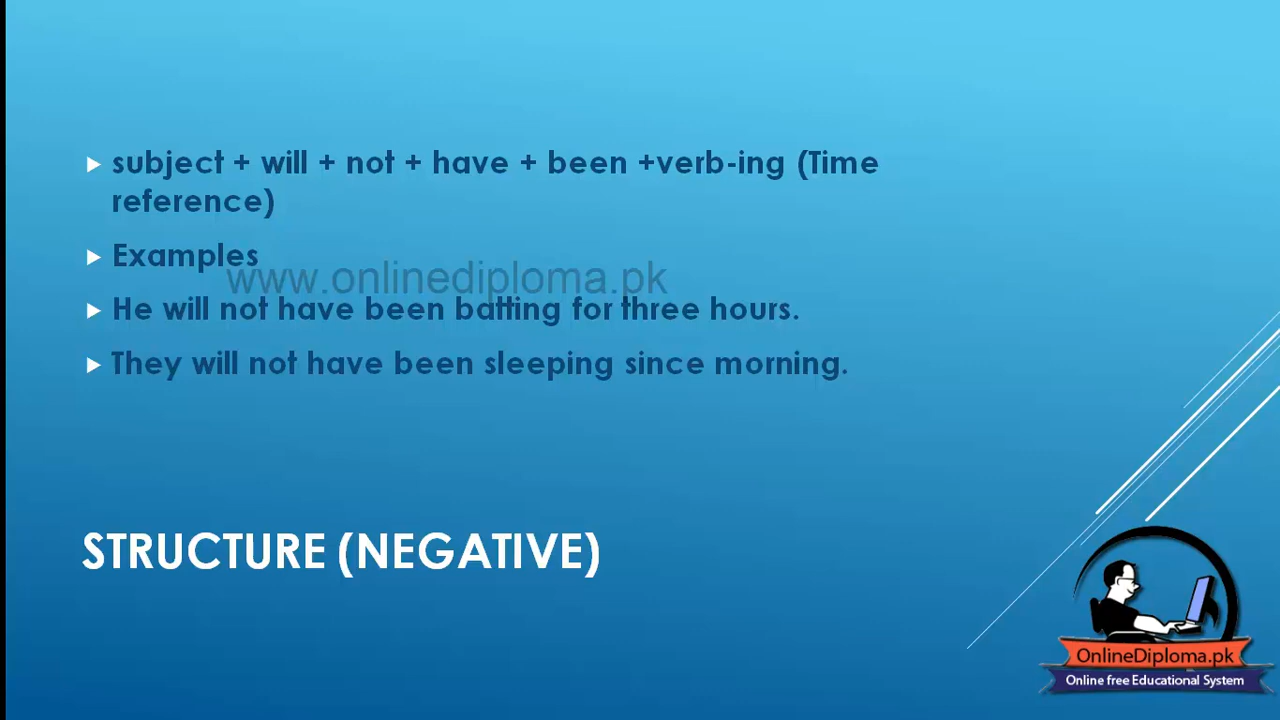 subject + will + not + have + been +verb-ing (Time
reference)
Examples
www.onlinediploma.pk
He will not have been batting for three hours.
They will not have been sleeping since morning.
STRUCTURE (NEGATIVE)
OnlineDiploma.pk
Online free Educational System